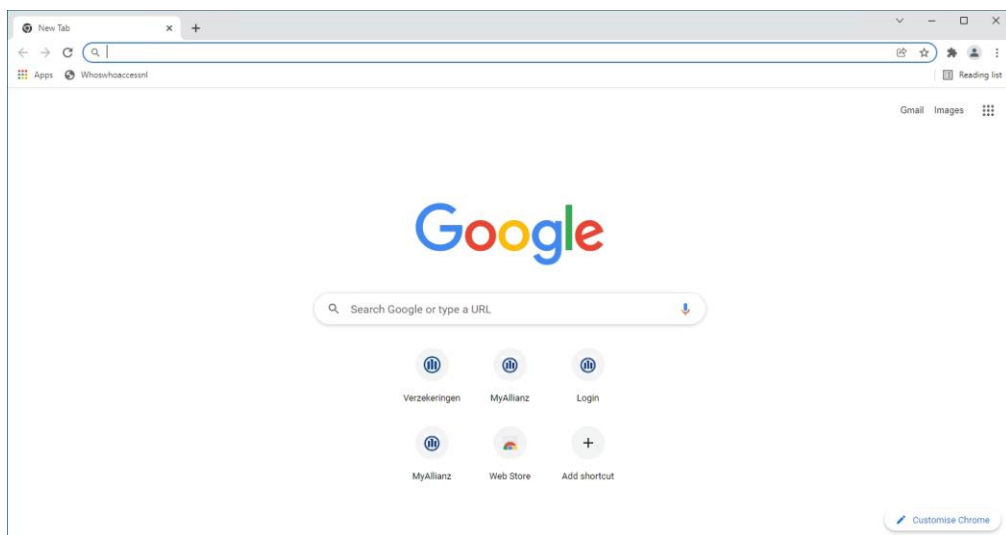 New Tab
Apps Whoswhoaccessnl Reading list
Gmail Images
Google
Search Google or type a URL
Verzekeringen MyAllianz Login
MyAllianz Web Store Add shortcut
Customise Chrome